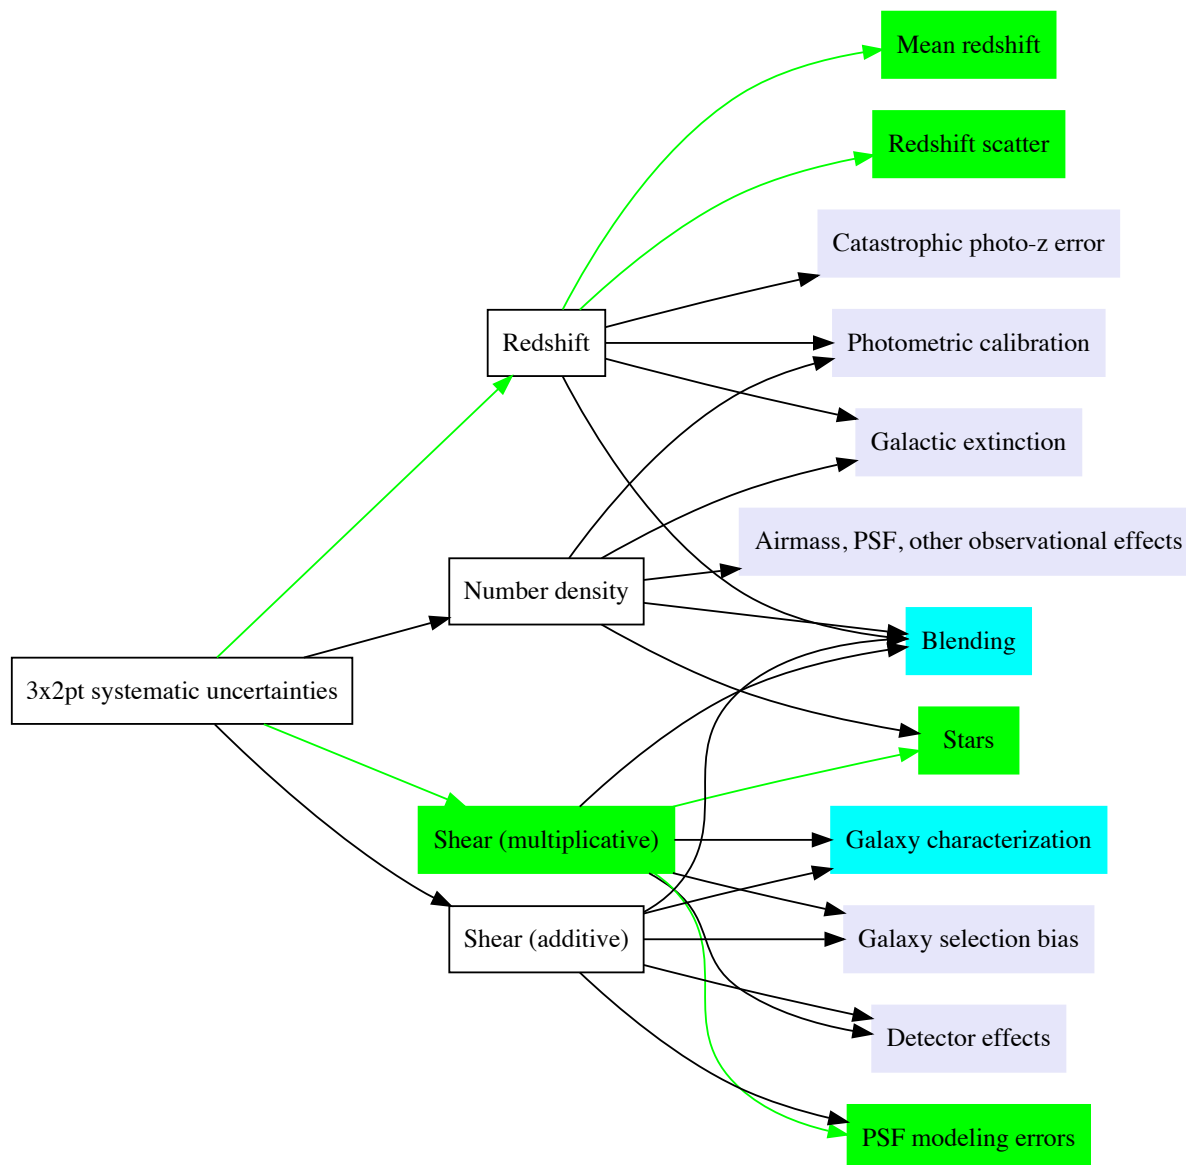 Mean redshift
Redshift scatter
Catastrophic photo-z error
Redshift
Photometric calibration
Galactic extinction
Airmass, PSF, other observational effects
Number density
Blending
3x2pt systematic uncertainties
Stars
Shear (multiplicative)
Galaxy characterization
Shear (additive)
Galaxy selection bias
Detector effects
PSF modeling errors